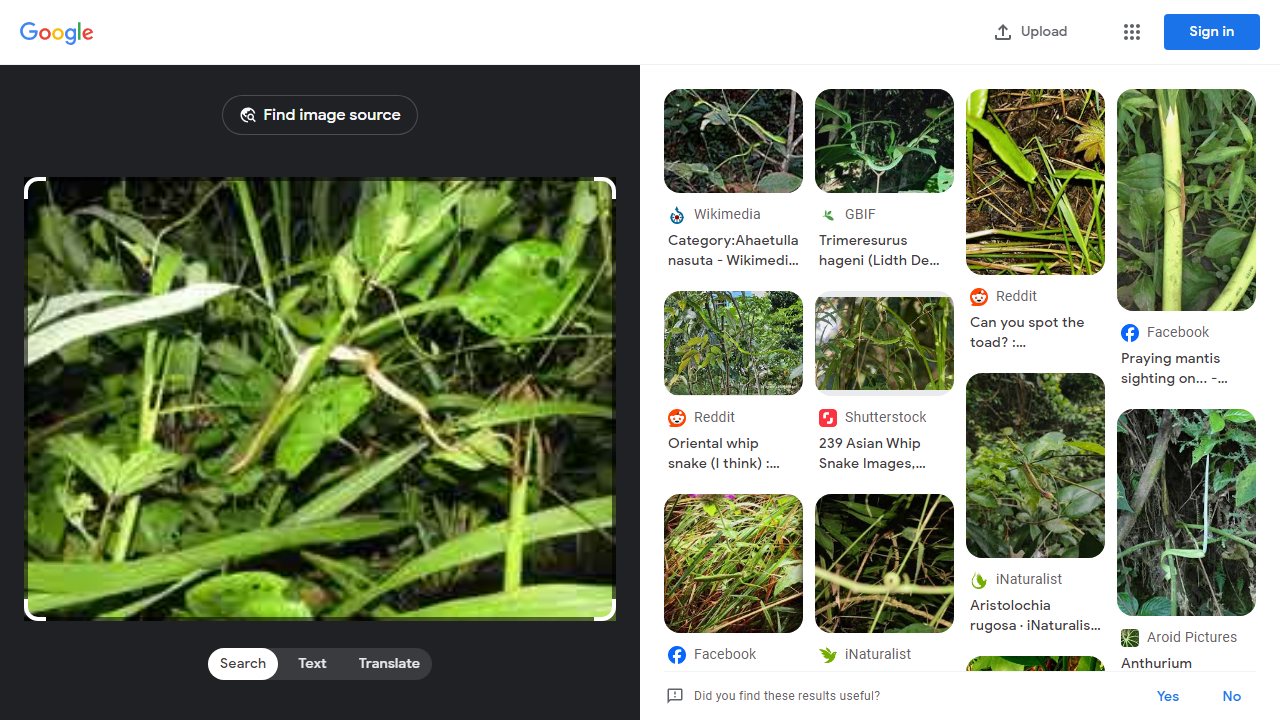 Google
Upload
Sign in
Find image source
Search
Text
Translate
Wikimedia
Category:Ahaetulla
nasuta - Wikimedi...
GBIF
Trimeresurus
hageni (Lidth De...
Reddit
Can you spot the
toad? :...
Facebook
Praying mantis
sighting on... -...
Reddit
Oriental whip
snake (I think) :...
Shutterstock
239 Asian Whip
Snake Images,...
iNaturalist
Aristolochia
rugosa · iNaturalis...
Aroid Pictures
Anthurium
Facebook
iNaturalist
Did you find these results useful?
Yes
No